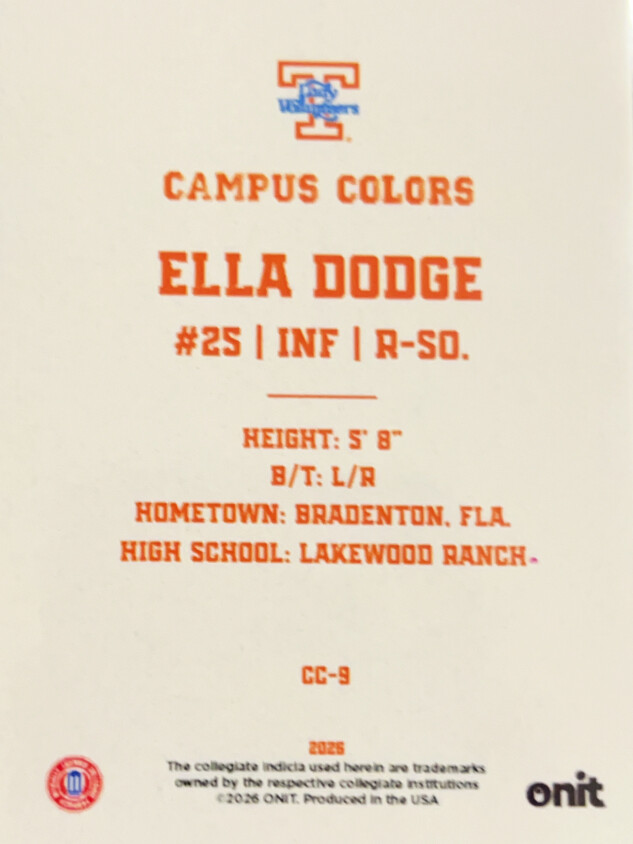 Lady
Volunteers
CAMPUS COLORS
ELLA DODGE
#25 | INF | R-SO.
HEIGHT: 5' 8"
B/T: L/R
HOMETOWN: BRADENTON, FLA.
HIGH SCHOOL: LAKEWOOD RANCH
CC-9
2026
The collegiate indicia used herein are trademarks
owned by the respective collegiate institutions
©2026 ONIT. Produced in the USA
onit